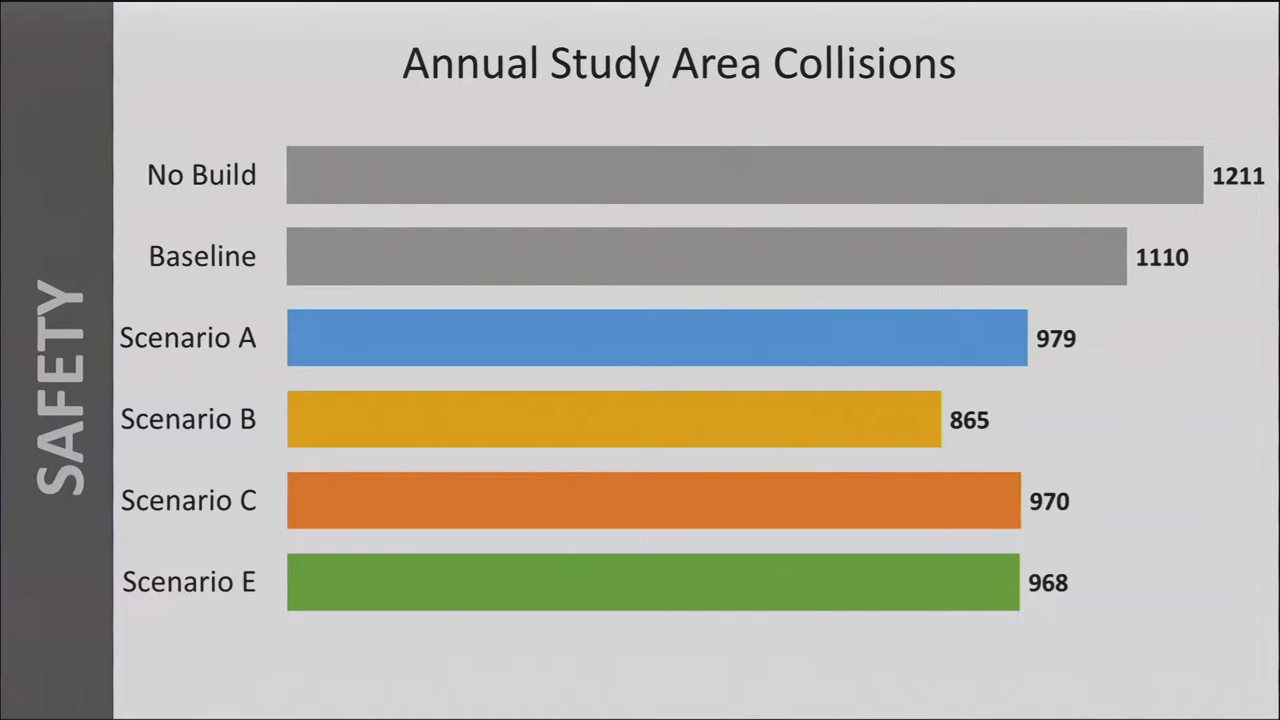 Annual Study Area Collisions
SAFETY
No Build 1211
Baseline 1110
Scenario A 979
Scenario B 865
Scenario C 970
Scenario E 968